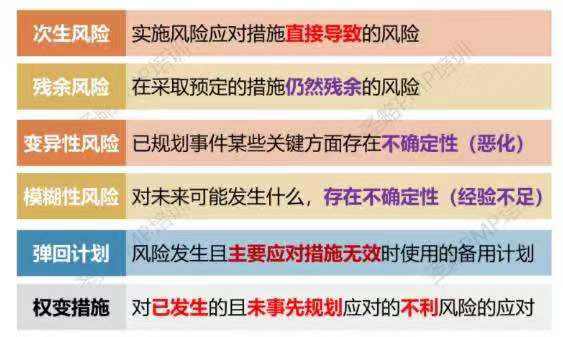 次生风险 实施风险应对措施直接导致的风险
残余风险 在采取预定的措施仍然残余的风险
变异性风险 已规划事件某些关键方面存在不确定性（恶化）
模糊性风险 对未来可能发生什么，存在不确定性（经验不足）
弹回计划 风险发生且主要应对措施无效时使用的备用计划
权变措施 对已发生的且未事先规划应对的不利风险的应对